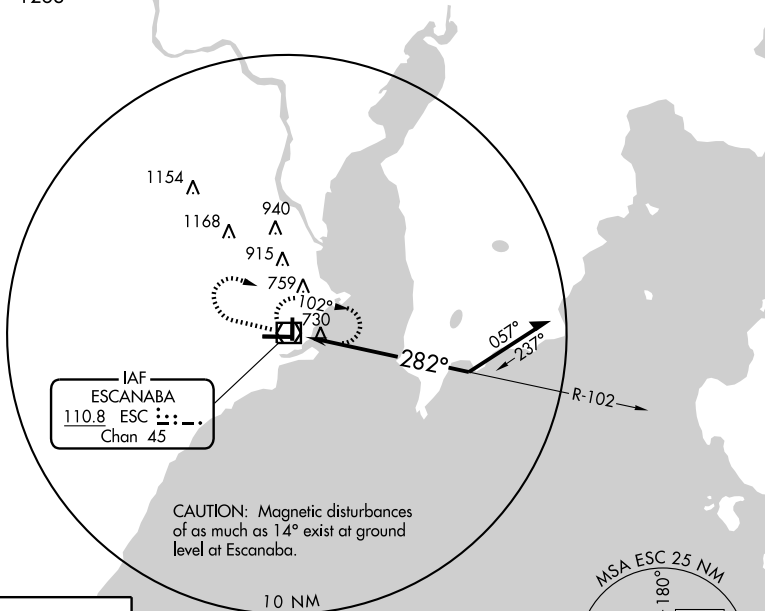 1154
1168
940
915
759
102°
730
282°
057°
237°
R-102
IAF
ESCANABA
110.8 ESC
Chan 45
CAUTION: Magnetic disturbances
of as much as 14° exist at ground
level at Escanaba.
10 NM
MSA ESC 25 NM
180°